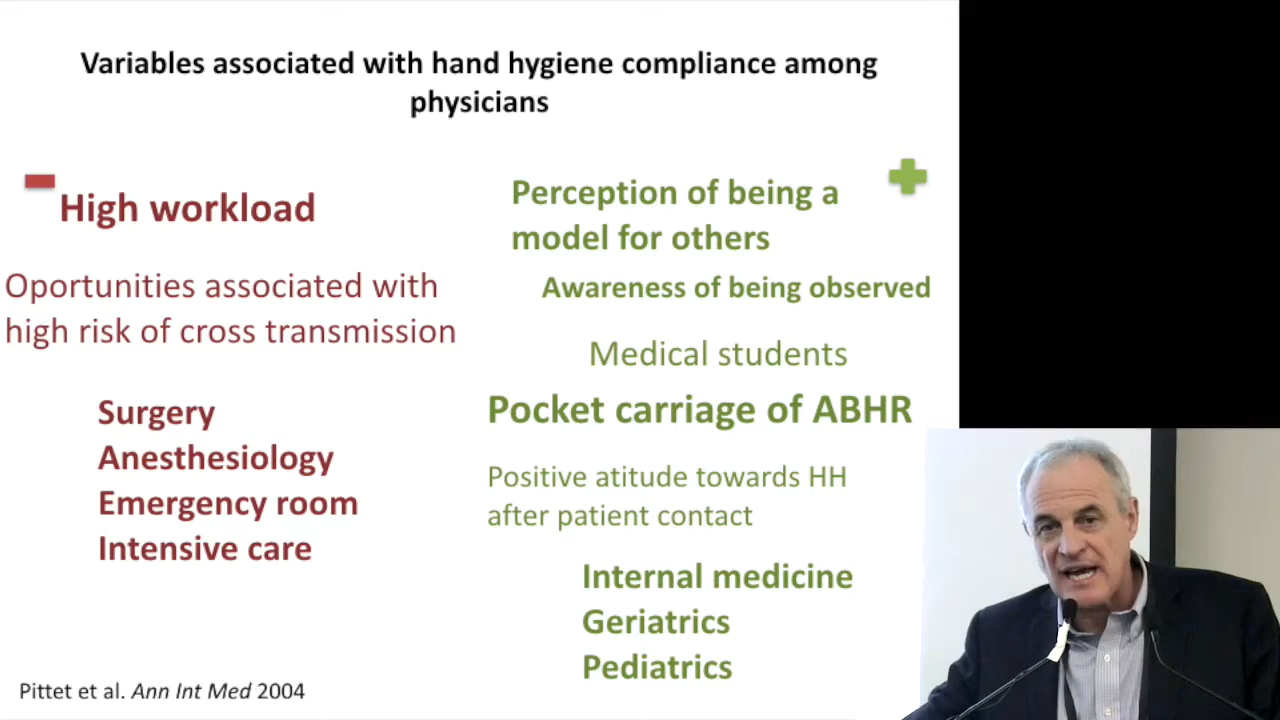 Variables associated with hand hygiene compliance among
physicians
High workload
Oportunities associated with
high risk of cross transmission
Surgery
Anesthesiology
Emergency room
Intensive care
Perception of being a
model for others
Awareness of being observed
Medical students
Pocket carriage of ABHR
Positive atitude towards HH
after patient contact
Internal medicine
Geriatrics
Pediatrics
Pittet et al. Ann Int Med 2004